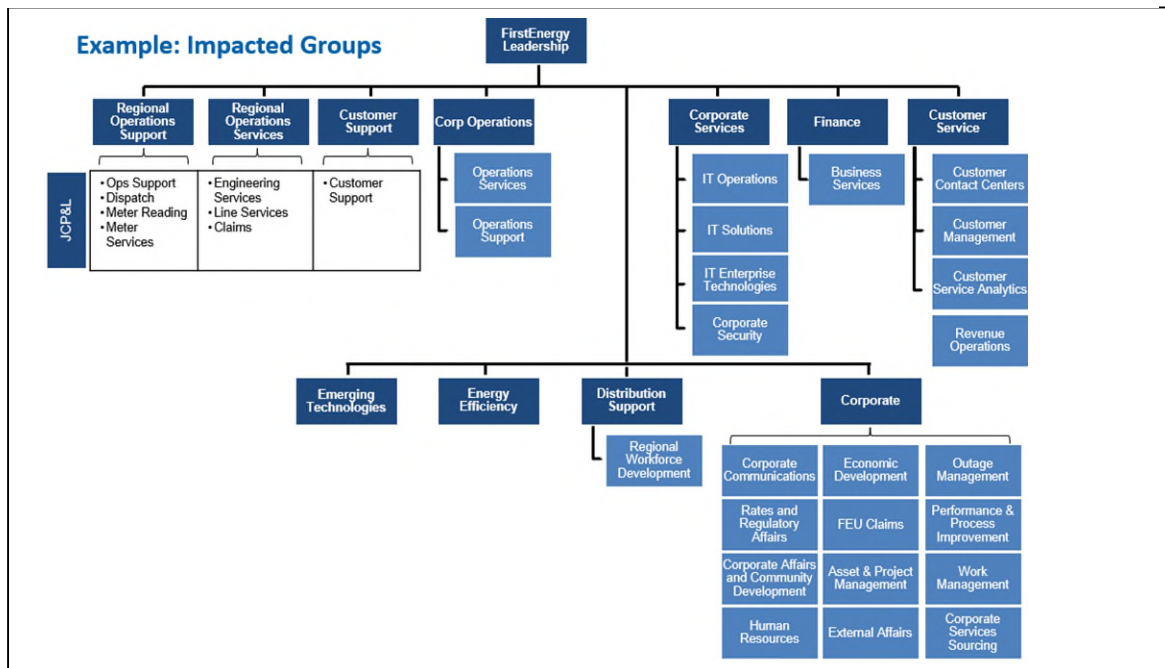 Example: Impacted Groups
FirstEnergy
Leadership
Regional
Operations
Support
Regional
Operations
Services
Customer
Support
Corp Operations
Corporate
Services
Finance
Customer
Service
JCP&L
• Ops Support
• Dispatch
• Meter Reading
• Meter
Services
• Engineering
Services
• Line Services
• Claims
• Customer
Support
Operations
Services
Operations
Support
IT Operations
IT Solutions
IT Enterprise
Technologies
Corporate
Security
Business
Services
Customer
Contact Centers
Customer
Management
Customer
Service Analytics
Revenue
Operations
Emerging
Technologies
Energy
Efficiency
Distribution
Support
Corporate
Regional
Workforce
Development
Corporate
Communications
Economic
Development
Outage
Management
Rates and
Regulatory
Affairs
FEU Claims
Performance &
Process
Improvement
Corporate Affairs
and Community
Development
Asset & Project
Management
Work
Management
Human
Resources
External Affairs
Corporate
Services
Sourcing